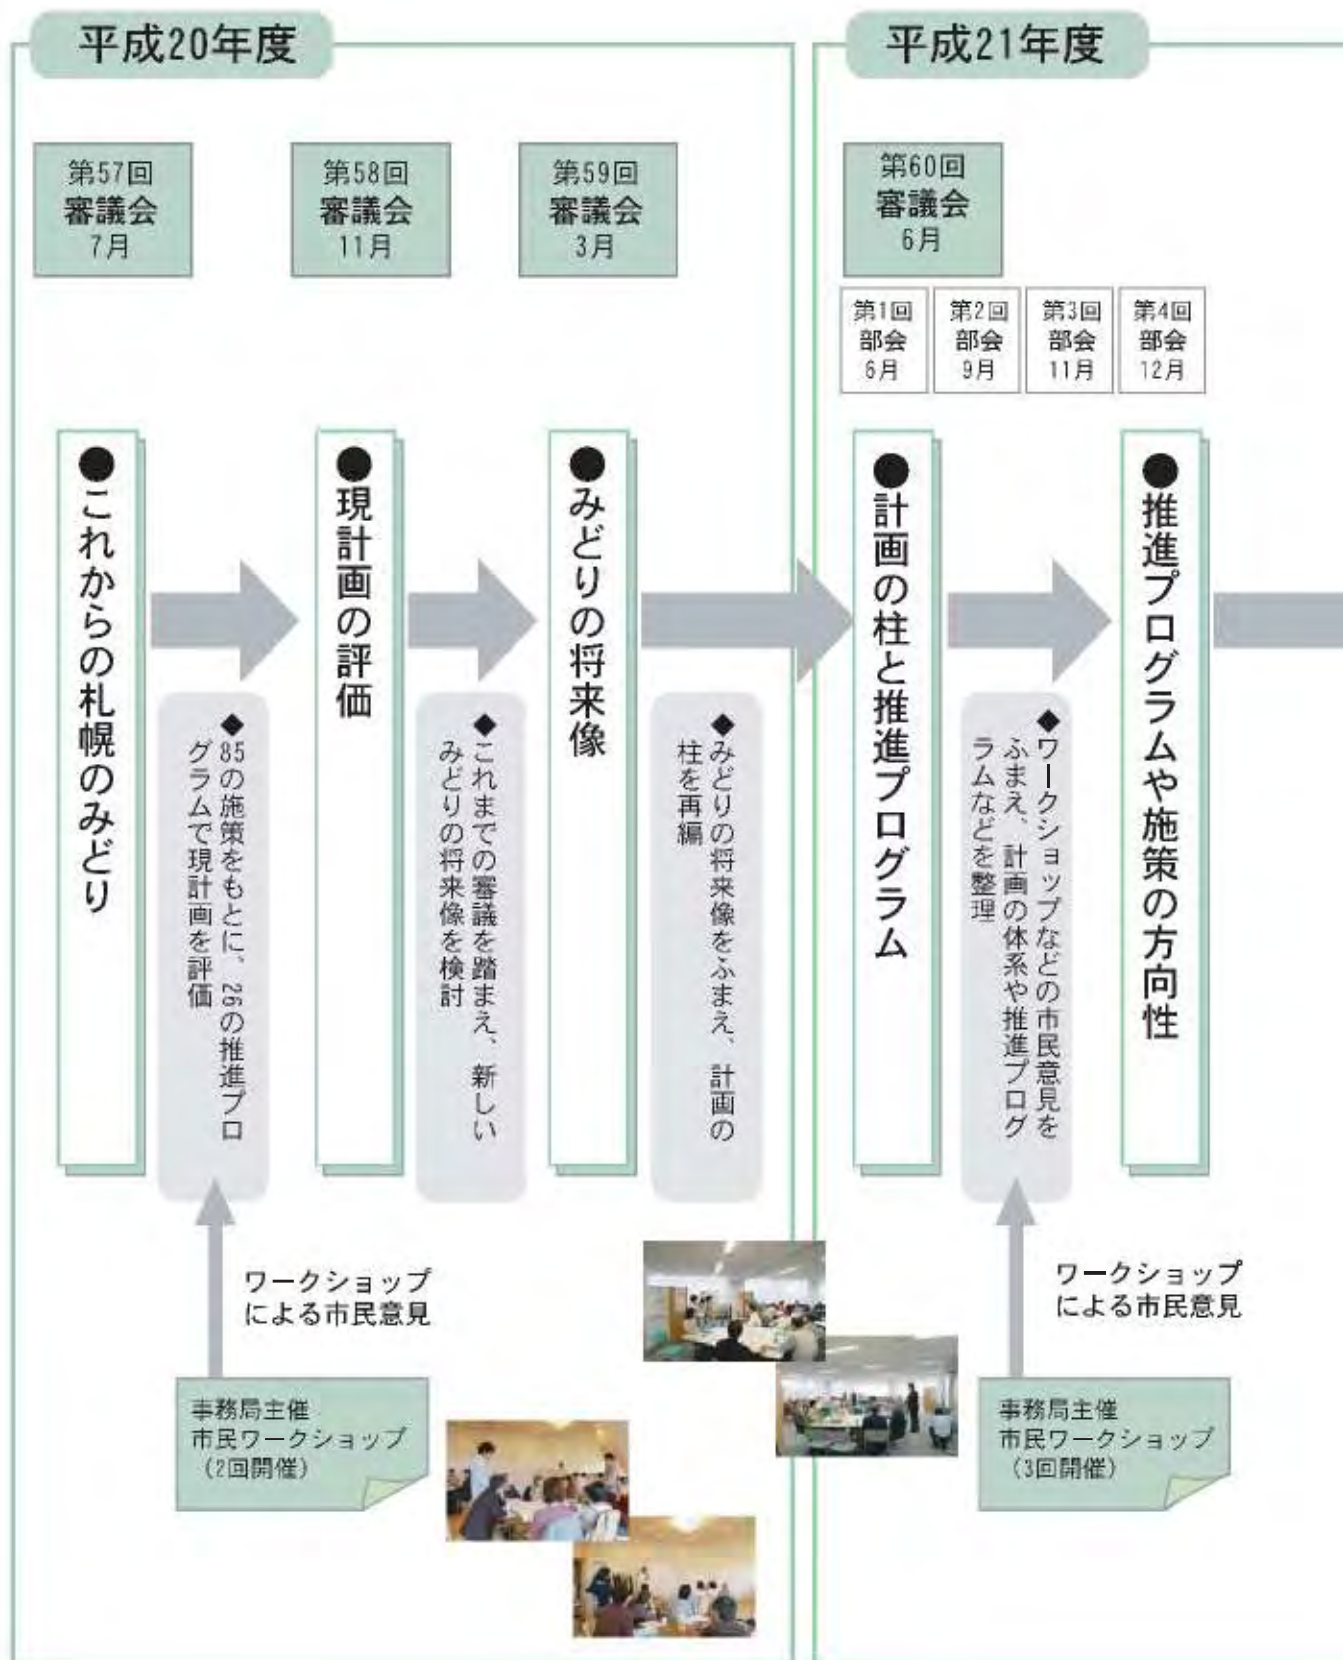 平成20年度
第57回
審議会
7月
第58回
審議会
11月
第59回
審議会
3月
●これからの札幌のみどり
◆85の施策をもとに、26の推進プロ
グラムで現計画を評価
●現計画の評価
◆これまでの審議を踏まえ、新しい
みどりの将来像を検討
●みどりの将来像
◆みどりの将来像をふまえ、計画の
柱を再編
ワークショップ
による市民意見
事務局主催
市民ワークショップ
（2回開催）
平成21年度
第60回
審議会
6月
第1回
部会
6月
第2回
部会
9月
第3回
部会
11月
第4回
部会
12月
●計画の柱と推進プログラム
◆ワークショップなどの市民意見を
ふまえ、計画の体系や推進プログ
ラムなどを整理
●推進プログラムや施策の方向性
ワークショップ
による市民意見
事務局主催
市民ワークショップ
（3回開催）